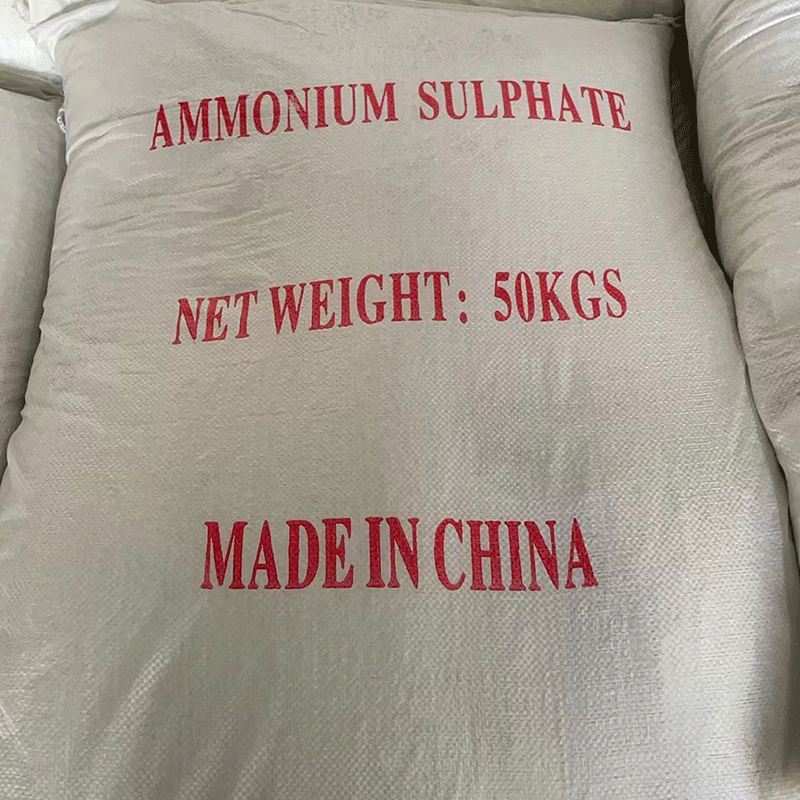 AMMONIUM SULPHATE
NET WEIGHT: 50KGS
MADE IN CHINA